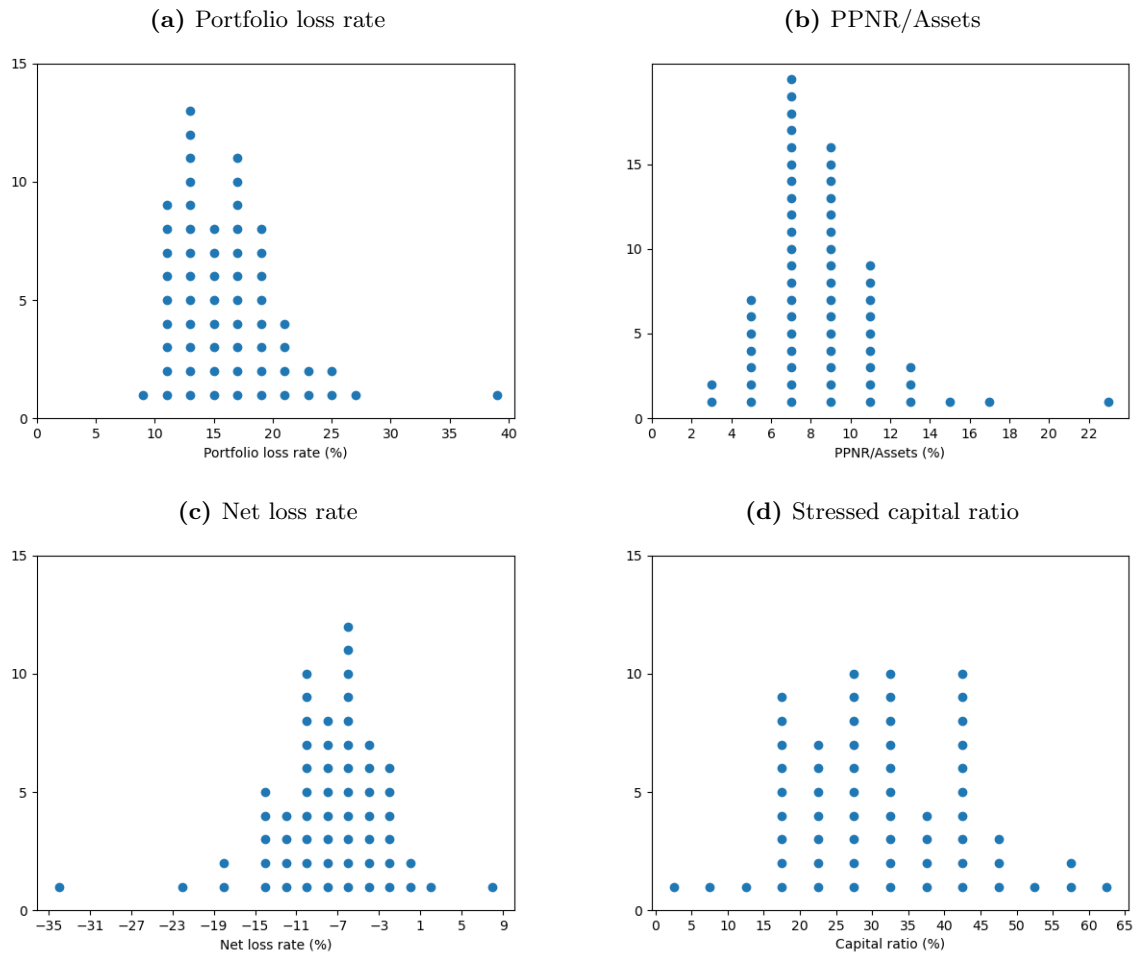 (a) Portfolio loss rate
15
10
5
0
0 5 10 15 20 25 30 35 40
Portfolio loss rate (%)
(b) PPNR/Assets
15
10
5
0
0 2 4 6 8 10 12 14 16 18 20 22
PPNR/Assets (%)
(c) Net loss rate
15
10
5
0
−35 −31 −27 −23 −19 −15 −11 −7 −3 1 5 9
Net loss rate (%)
(d) Stressed capital ratio
15
10
5
0
0 5 10 15 20 25 30 35 40 45 50 55 60 65
Capital ratio (%)